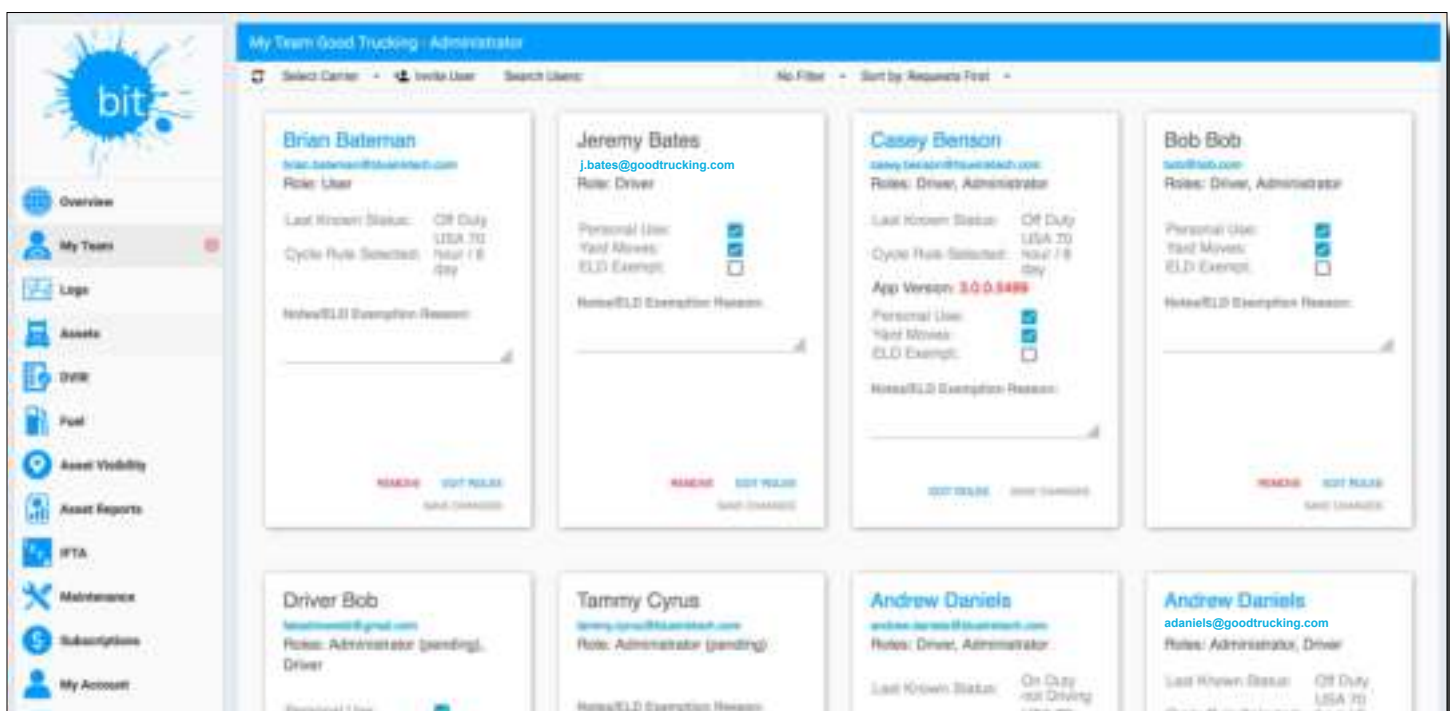 bit
My Team Good Trucking - Administrator
Select Carrier Invite User Search Users: No Filter Sort by: Requests First
Overview
My Team
Logs
Assets
DVIR
Fuel
Asset Visibility
Asset Reports
IFTA
Maintenance
Subscriptions
My Account
Brian Bateman
Role: User
Last Known Status: Off Duty
Cycle Rule Selected: USA 70 hour / 8 day
Notes/ELD Exemption Reason:
REMOVE EDIT ROLES
SAVE CHANGES
Jeremy Bates
j.bates@goodtrucking.com
Role: Driver
Personal Use:
Yard Moves:
ELD Exempt:
Notes/ELD Exemption Reason:
REMOVE EDIT ROLES
SAVE CHANGES
Casey Benson
Roles: Driver, Administrator
Last Known Status: Off Duty
Cycle Rule Selected: USA 70 hour / 8 day
App Version:
Personal Use:
Yard Moves:
ELD Exempt:
Notes/ELD Exemption Reason:
EDIT ROLES SAVE CHANGES
Bob Bob
bob@bob.com
Roles: Driver, Administrator
Personal Use:
Yard Moves:
ELD Exempt:
Notes/ELD Exemption Reason:
REMOVE EDIT ROLES
SAVE CHANGES
Driver Bob
Roles: Administrator (pending),
Driver
Personal Use:
Tammy Cyrus
Role: Administrator (pending)
Notes/ELD Exemption Reason:
Andrew Daniels
Roles: Driver, Administrator
Last Known Status: On Duty
not Driving
Andrew Daniels
adaniels@goodtrucking.com
Roles: Administrator, Driver
Last Known Status: Off Duty
USA 70